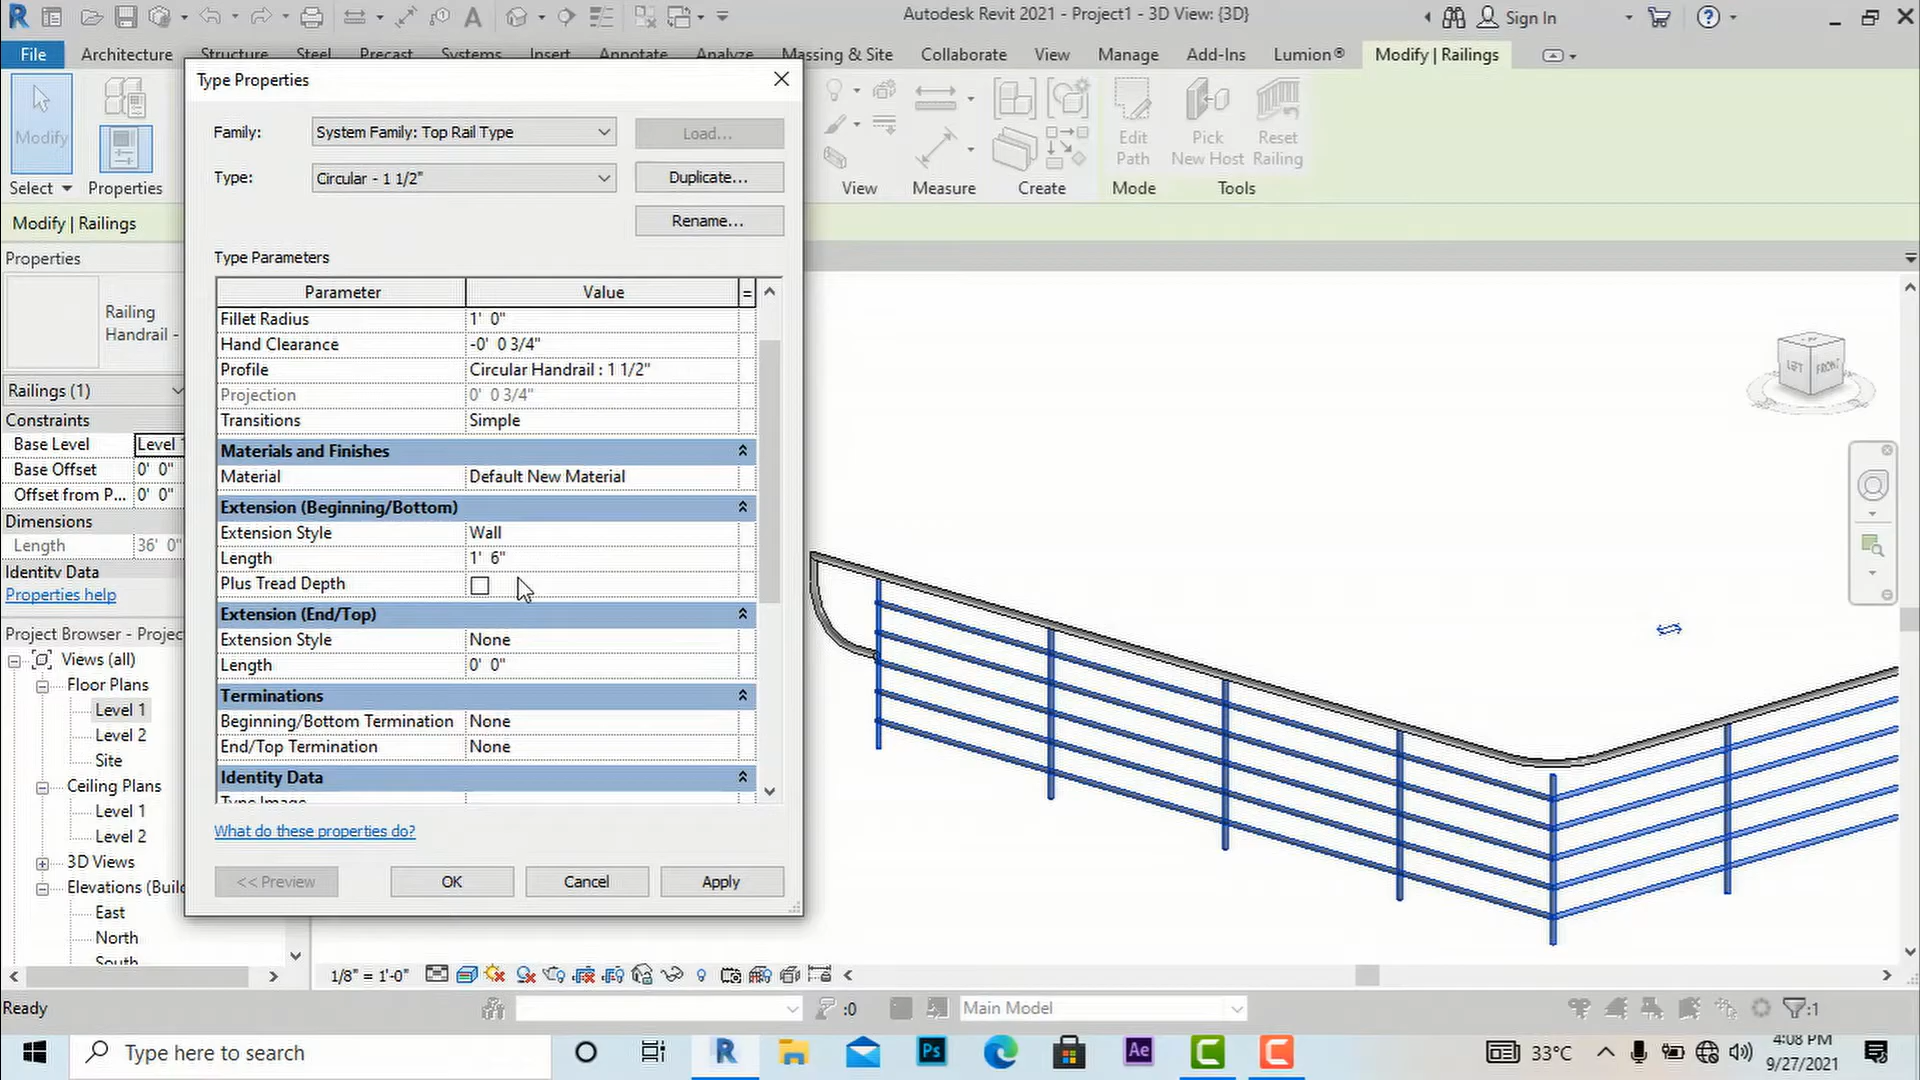 Autodesk Revit 2021 - Project1 - 3D View: {3D}
Sign In
File
Architecture
Structure
Steel
Precast
Systems
Insert
Annotate
Analyze
Massing & Site
Collaborate
View
Manage
Add-Ins
Lumion®
Modify | Railings
Modify
Select
Properties
View
Measure
Create
Edit Path
Mode
Pick New Host
Reset Railing
Tools
Modify | Railings
Properties
Railing
Handrail -
Railings (1)
Constraints
Base Level
Level 1
Base Offset
0' 0"
Offset from P...
0' 0"
Dimensions
Length
36' 0"
Identity Data
Properties help
Project Browser - Projec
Views (all)
Floor Plans
Level 1
Level 2
Site
Ceiling Plans
Level 1
Level 2
3D Views
Elevations (Build
East
North
South
Type Properties
Family:
System Family: Top Rail Type
Load...
Type:
Circular - 1 1/2"
Duplicate...
Rename...
Type Parameters
Parameter
Value
=
Fillet Radius
1' 0"
Hand Clearance
-0' 0 3/4"
Profile
Circular Handrail : 1 1/2"
Projection
0' 0 3/4"
Transitions
Simple
Materials and Finishes
Material
Default New Material
Extension (Beginning/Bottom)
Extension Style
Wall
Length
1' 6"
Plus Tread Depth
Extension (End/Top)
Extension Style
None
Length
0' 0"
Terminations
Beginning/Bottom Termination
None
End/Top Termination
None
Identity Data
Type Image
What do these properties do?
<< Preview
OK
Cancel
Apply
LEFT
FRONT
1/8" = 1'-0"
Ready
:0
Main Model
:1
Type here to search
Ps
Ae
33°C
4:08 PM
9/27/2021